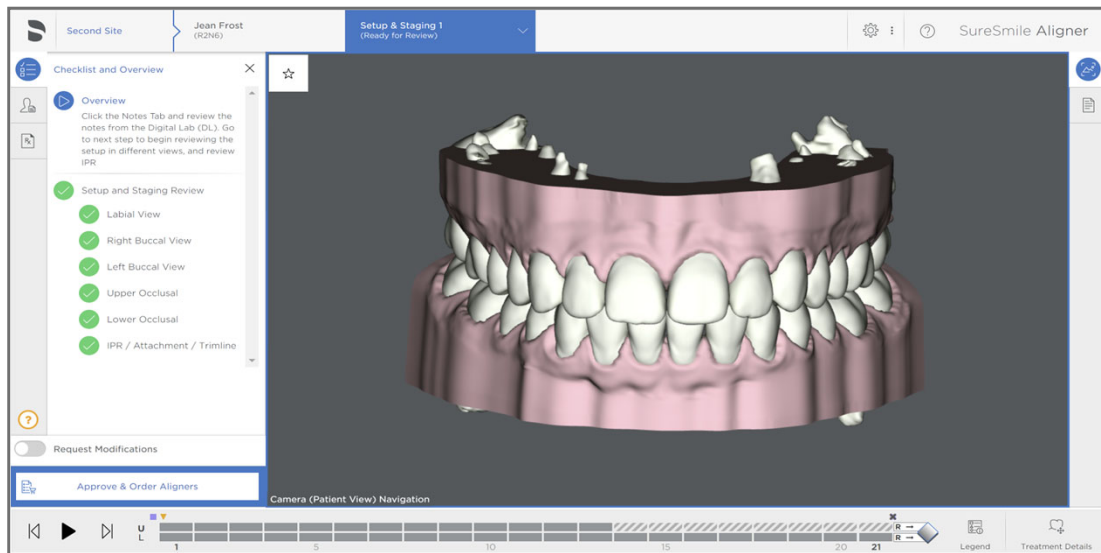 Second Site
Jean Frost
(R2N6)
Setup & Staging 1
(Ready for Review)
SureSmile Aligner
Checklist and Overview
Overview
Click the Notes Tab and review the
notes from the Digital Lab (DL). Go
to next step to begin reviewing the
setup in different views, and review
IPR
Setup and Staging Review
Labial View
Right Buccal View
Left Buccal View
Upper Occlusal
Lower Occlusal
IPR / Attachment / Trimline
?
Request Modifications
Approve & Order Aligners
Camera (Patient View) Navigation
U
L
R
R
1 5 10 15 20 21
Legend
Treatment Details